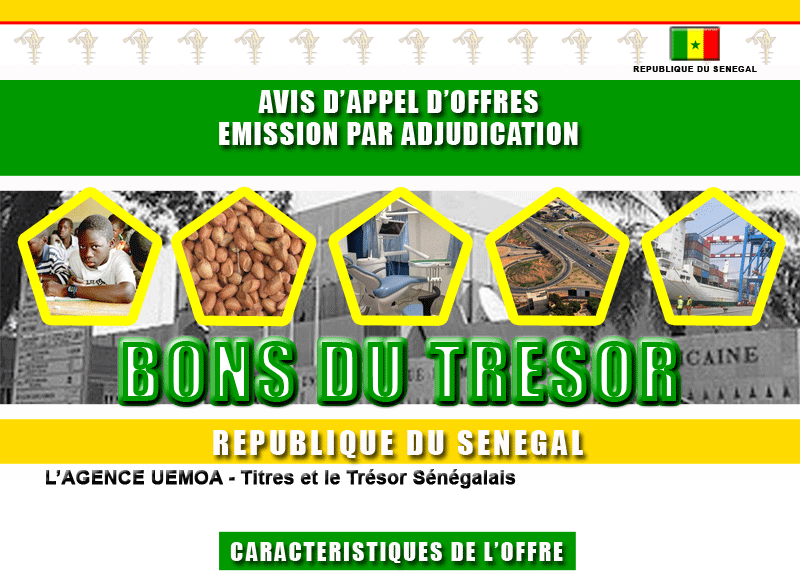 REPUBLIQUE DU SENEGAL
AVIS D’APPEL D’OFFRES
EMISSION PAR ADJUDICATION
CAINE
BONS DU TRESOR
REPUBLIQUE DU SENEGAL
L’AGENCE UEMOA - Titres et le Trésor Sénégalais
CARACTERISTIQUES DE L’OFFRE